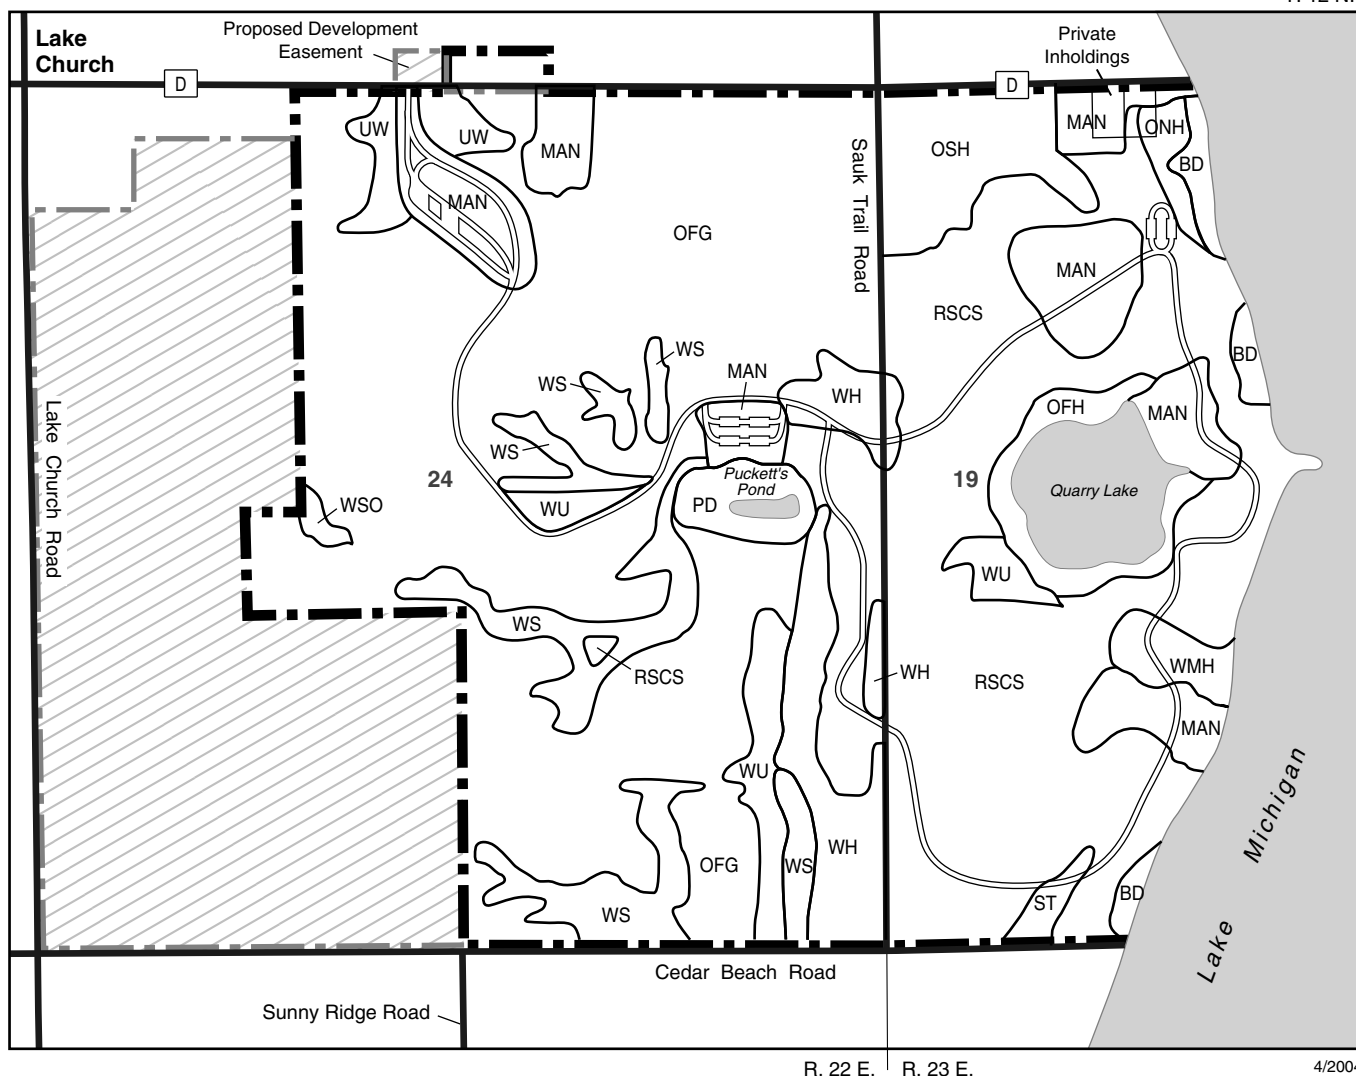 Lake
Church
Proposed Development
Easement
Private
Inholdings
D
D
UW
UW
MAN
MAN
OSH
MAN
ONH
BD
Sauk Trail Road
OFG
MAN
RSCS
BD
WS
WS
MAN
WH
OFH
MAN
WS
24
WSO
WU
Puckett's
Pond
PD
19
Quarry Lake
Lake Church Road
WU
WS
RSCS
WH
RSCS
WMH
MAN
WU
OFG
WS
WH
WS
ST
BD
Lake Michigan
Cedar Beach Road
Sunny Ridge Road
R. 22 E.
R. 23 E.
4/2004